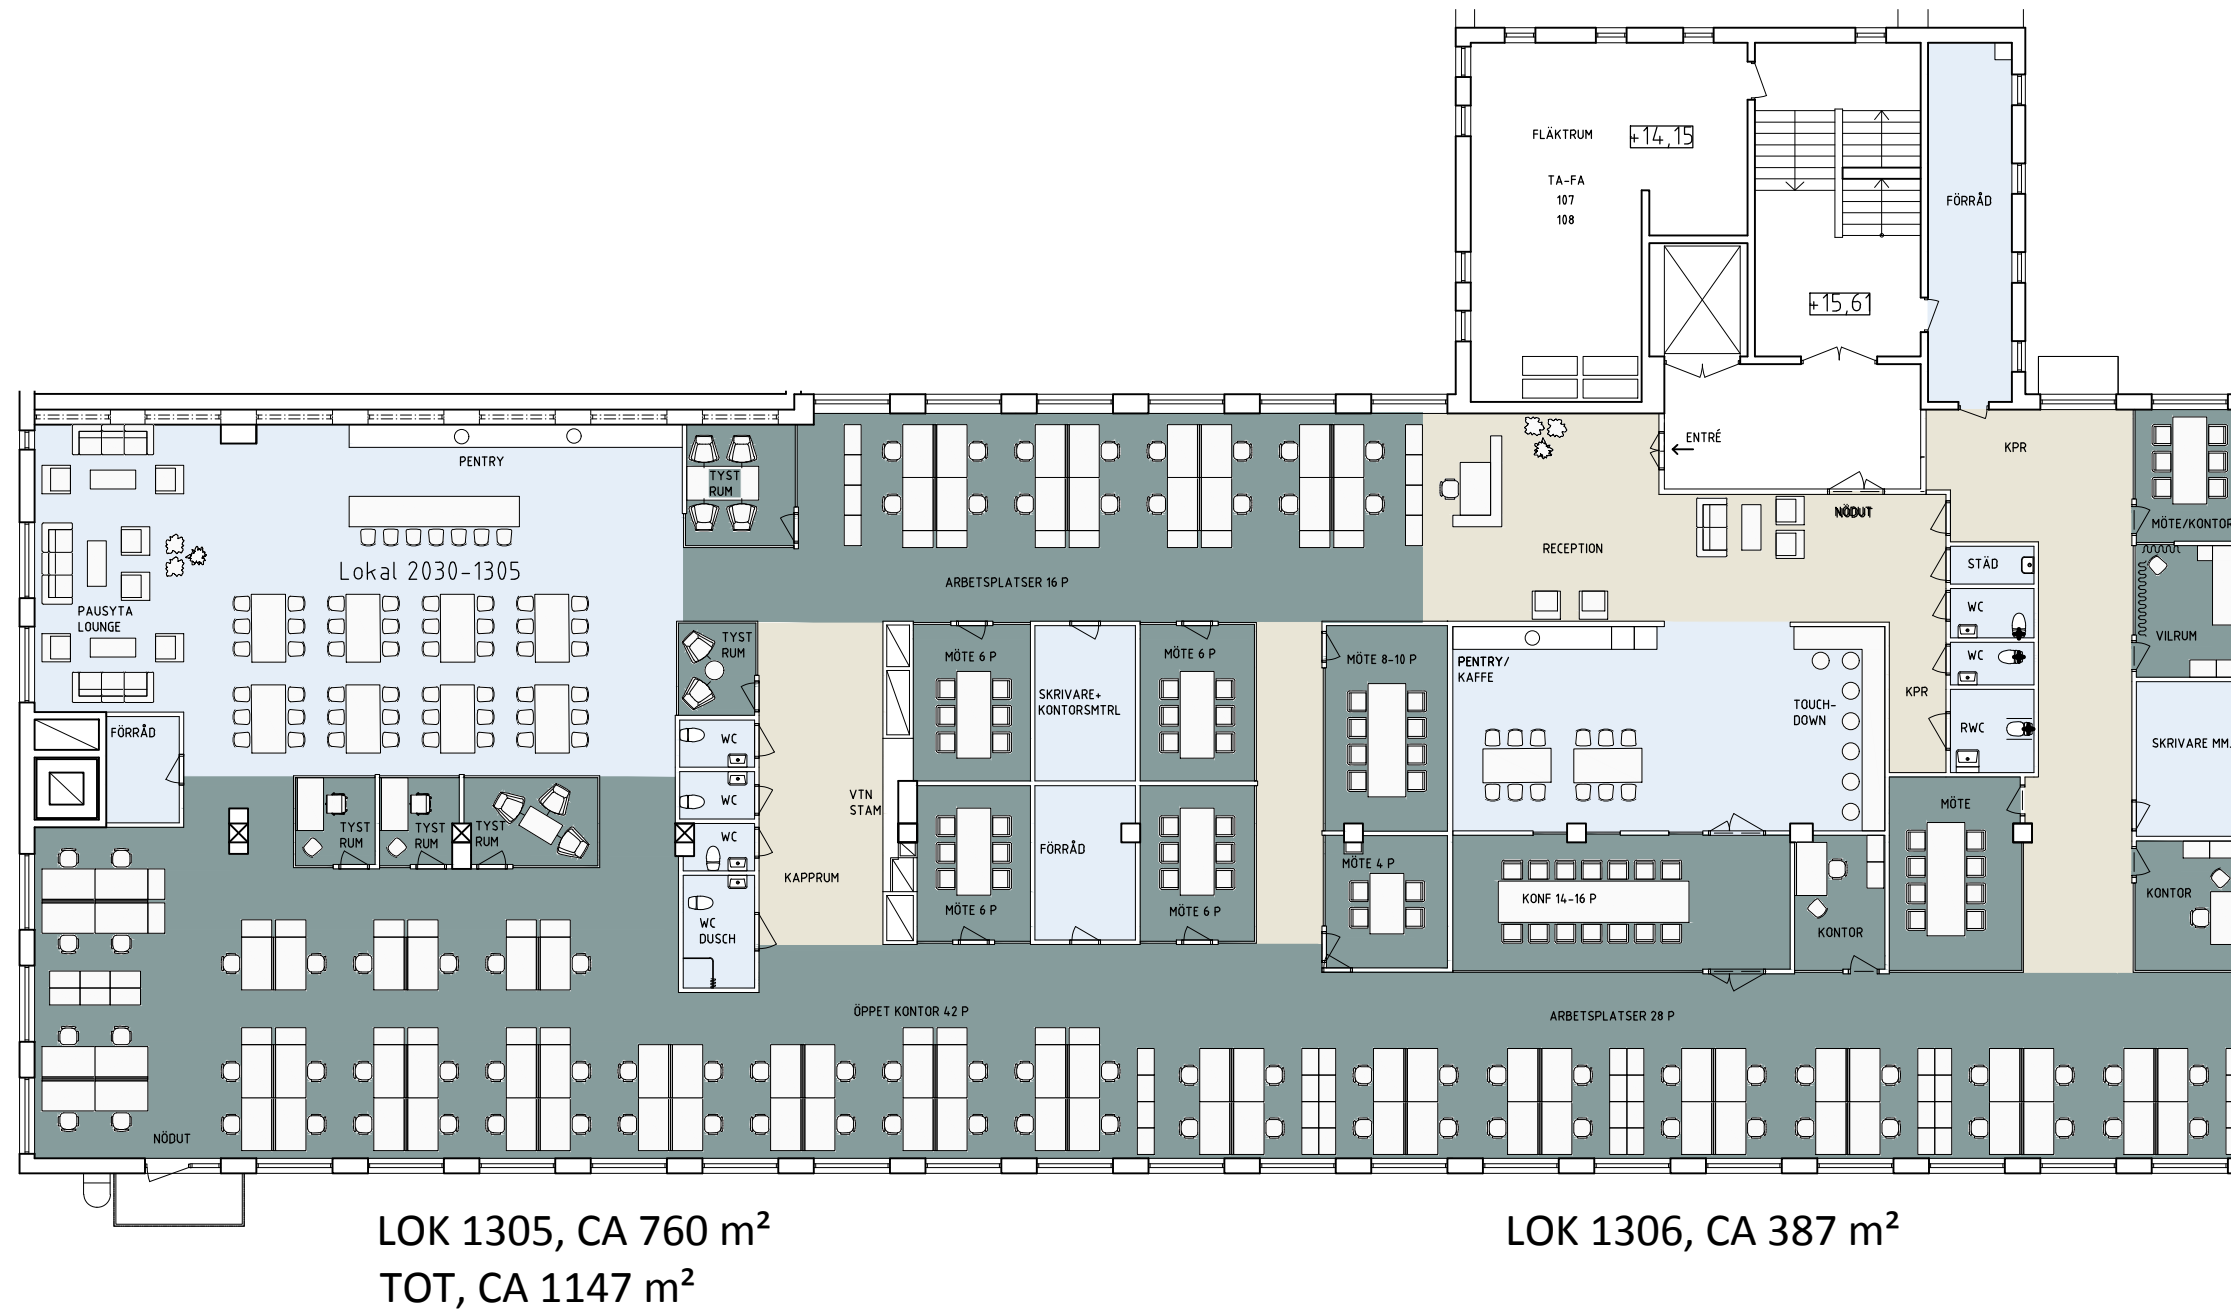 FLÄKTRUM
+14,15
TA-FA
107
108
FÖRRÅD
+15,61
ENTRÉ
KPR
PENTRY
TYST
RUM
MÖTE/KONTOR
NÖDUT
RECEPTION
Lokal 2030-1305
ARBETSPLATSER 16 P
STÄD
PAUSYTA
LOUNGE
WC
VILRUM
TYST
RUM
MÖTE 6 P
MÖTE 6 P
MÖTE 8-10 P
PENTRY/
KAFFE
WC
SKRIVARE+
KONTORSMTRL
KPR
TOUCH-
DOWN
RWC
FÖRRÅD
WC
SKRIVARE MM.
VTN
STAM
WC
MÖTE
TYST
RUM
TYST
RUM
TYST
RUM
WC
FÖRRÅD
MÖTE 4 P
KAPPRUM
KONF 14-16 P
KONTOR
MÖTE 6 P
MÖTE 6 P
WC
DUSCH
KONTOR
ÖPPET KONTOR 42 P
ARBETSPLATSER 28 P
NÖDUT
LOK 1305, CA 760 m²
LOK 1306, CA 387 m²
TOT, CA 1147 m²